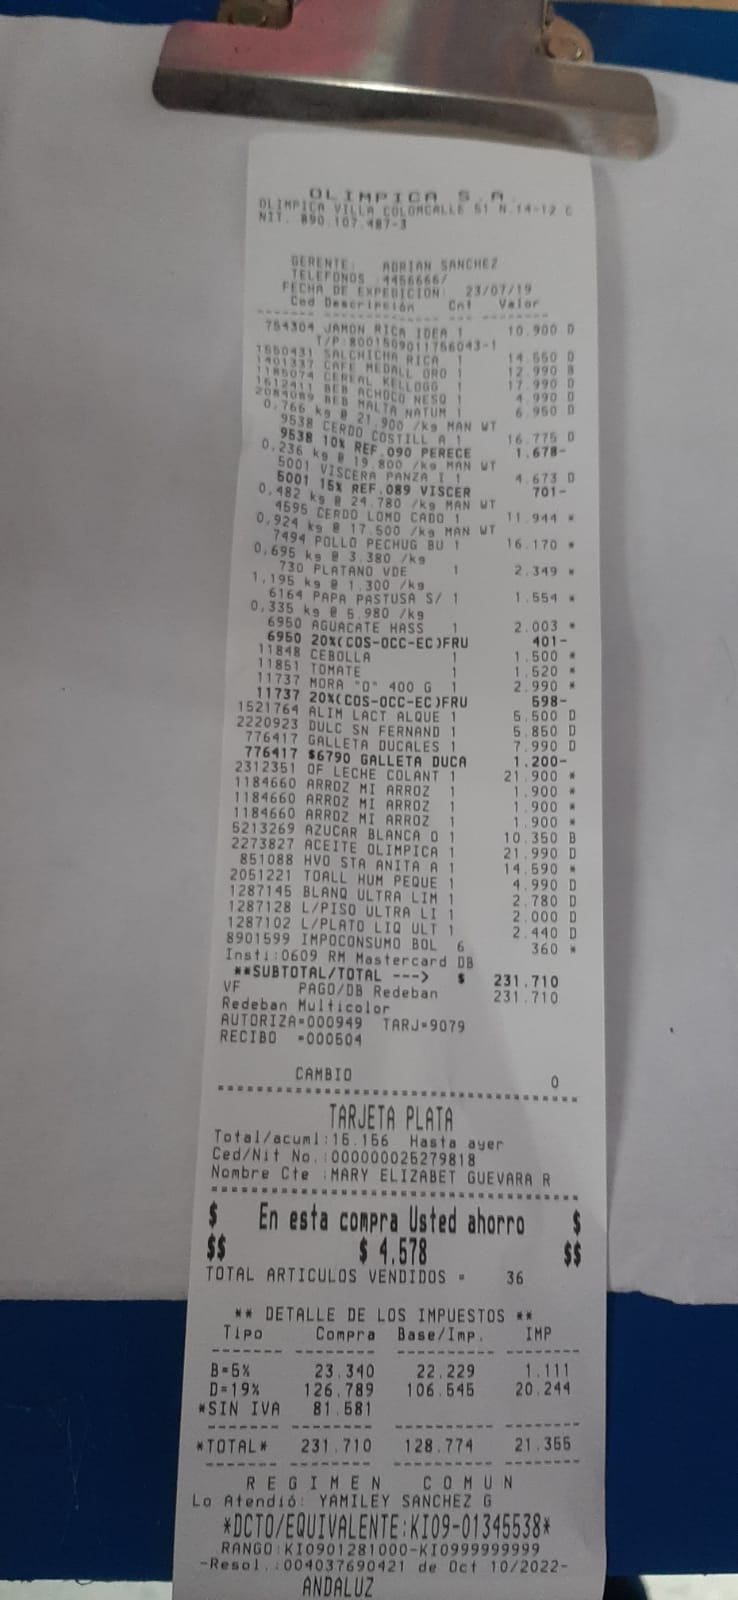 OLIMPICA S.A.
OLIMPICA VILLA COLOMCALLE 51 N.14-12 C
NIT. 890.107.487-3
GERENTE: ADRIAN SANCHEZ
TELEFONOS :4456666/
FECHA DE EXPEDICION: 23/07/19
Cod Descripción Cnt Valor
754304 JAMON RICA IDEA 1 10.900 D
T/P:8001509011756043-1
1550431 SALCHICHA RICA 1 14.550 D
1401337 CAFE MEDALL ORO 1 12.990 B
1185074 CEREAL KELLOGG 1 17.990 D
1612411 BEB ACHOCO NESQ 1 4.990 D
2084089 BEB MALTA NATUM 1 6.950 D
0,766 kg @ 21.900 /kg MAN WT
9538 CERDO COSTILL A 1 16.775 D
9538 10% REF.090 PERECE 1.678-
0,236 kg @ 19.800 /kg MAN WT
5001 VISCERA PANZA I 1 4.673 D
5001 15% REF.089 VISCER 701-
0,482 kg @ 24.780 /kg MAN WT
4595 CERDO LOMO CADO 1 11.944 *
0,924 kg @ 17.500 /kg MAN WT
7494 POLLO PECHUG BU 1 16.170 *
0,695 kg @ 3.380 /kg
730 PLATANO VDE 1 2.349 *
1,195 kg @ 1.300 /kg
6164 PAPA PASTUSA S/ 1 1.554 *
0,335 kg @ 5.980 /kg
6950 AGUACATE HASS 1 2.003 *
6950 20%(COS-OCC-EC)FRU 401-
11848 CEBOLLA 1 1.500 *
11851 TOMATE 1 1.520 *
11737 MORA "O" 400 G 1 2.990 *
11737 20%(COS-OCC-EC)FRU 598-
1521764 ALIM LACT ALQUE 1 5.500 D
2220923 DULC SN FERNAND 1 5.850 D
776417 GALLETA DUCALES 1 7.990 D
776417 $6790 GALLETA DUCA 1.200-
2312351 OF LECHE COLANT 1 21.900 *
1184660 ARROZ MI ARROZ 1 1.900 *
1184660 ARROZ MI ARROZ 1 1.900 *
1184660 ARROZ MI ARROZ 1 1.900 *
5213269 AZUCAR BLANCA O 1 10.350 B
2273827 ACEITE OLIMPICA 1 21.990 D
851088 HVO STA ANITA A 1 14.590 *
2051221 TOALL HUM PEQUE 1 4.990 D
1287145 BLANQ ULTRA LIM 1 2.780 D
1287128 L/PISO ULTRA LI 1 2.000 D
1287102 L/PLATO LIQ ULT 1 2.440 D
8901599 IMPOCONSUMO BOL 6 360 *
Insti:0609 RM Mastercard DB
**SUBTOTAL/TOTAL ---> $ 231.710
VF PAGO/DB Redeban 231.710
Redeban Multicolor
AUTORIZA=000949 TARJ=9079
RECIBO =000504
CAMBIO 0
TARJETA PLATA
Total/acuml:15.156 Hasta ayer
Ced/Nit No.:000000025279818
Nombre Cte :MARY ELIZABET GUEVARA R
$ En esta compra Usted ahorro $
$$ $ 4.578 $$
TOTAL ARTICULOS VENDIDOS = 36
** DETALLE DE LOS IMPUESTOS **
Tipo Compra Base/Imp. IMP
B=5% 23.340 22.229 1.111
D=19% 126.789 106.545 20.244
*SIN IVA 81.581
*TOTAL* 231.710 128.774 21.355
R E G I M E N C O M U N
Lo Atendió: YAMILEY SANCHEZ G
*DCTO/EQUIVALENTE:KI09-01345538*
RANGO:KI0901281000-KI0999999999
-Resol.:004037690421 de Oct 10/2022-
ANDALUZ